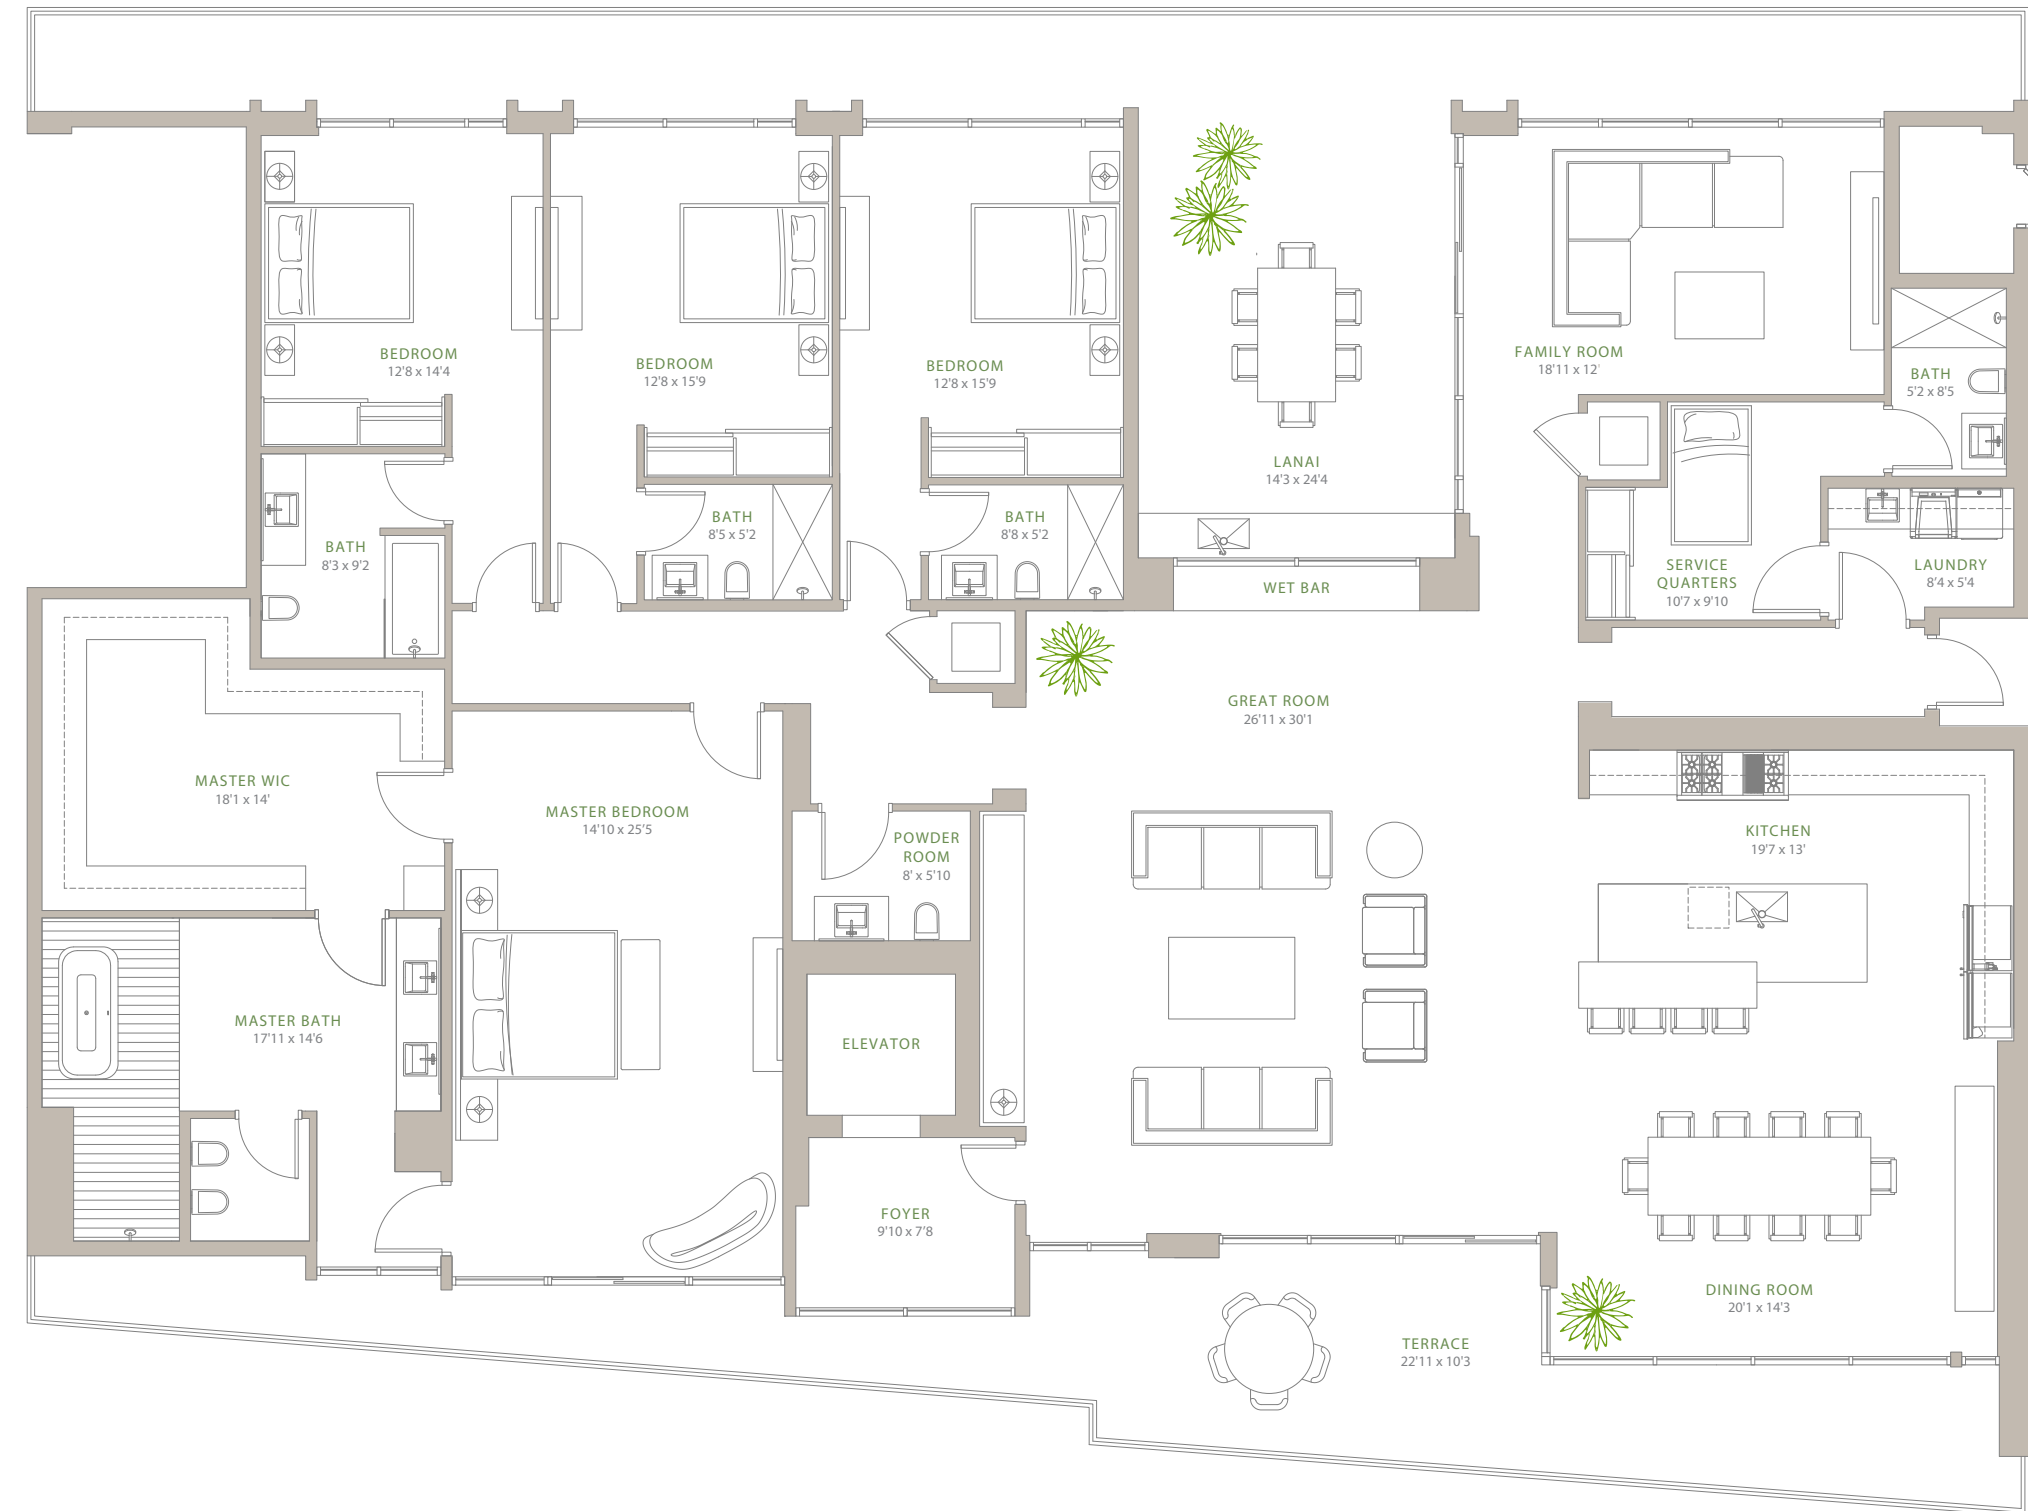 BEDROOM
12'8 x 14'4
BEDROOM
12'8 x 15'9
BEDROOM
12'8 x 15'9
LANAI
14'3 x 24'4
FAMILY ROOM
18'11 x 12'
BATH
5'2 x 8'5
BATH
8'3 x 9'2
BATH
8'5 x 5'2
BATH
8'8 x 5'2
WET BAR
SERVICE
QUARTERS
10'7 x 9'10
LAUNDRY
8'4 x 5'4
GREAT ROOM
26'11 x 30'1
MASTER WIC
18'1 x 14'
MASTER BEDROOM
14'10 x 25'5
POWDER
ROOM
8' x 5'10
KITCHEN
19'7 x 13'
MASTER BATH
17'11 x 14'6
ELEVATOR
FOYER
9'10 x 7'8
DINING ROOM
20'1 x 14'3
TERRACE
22'11 x 10'3